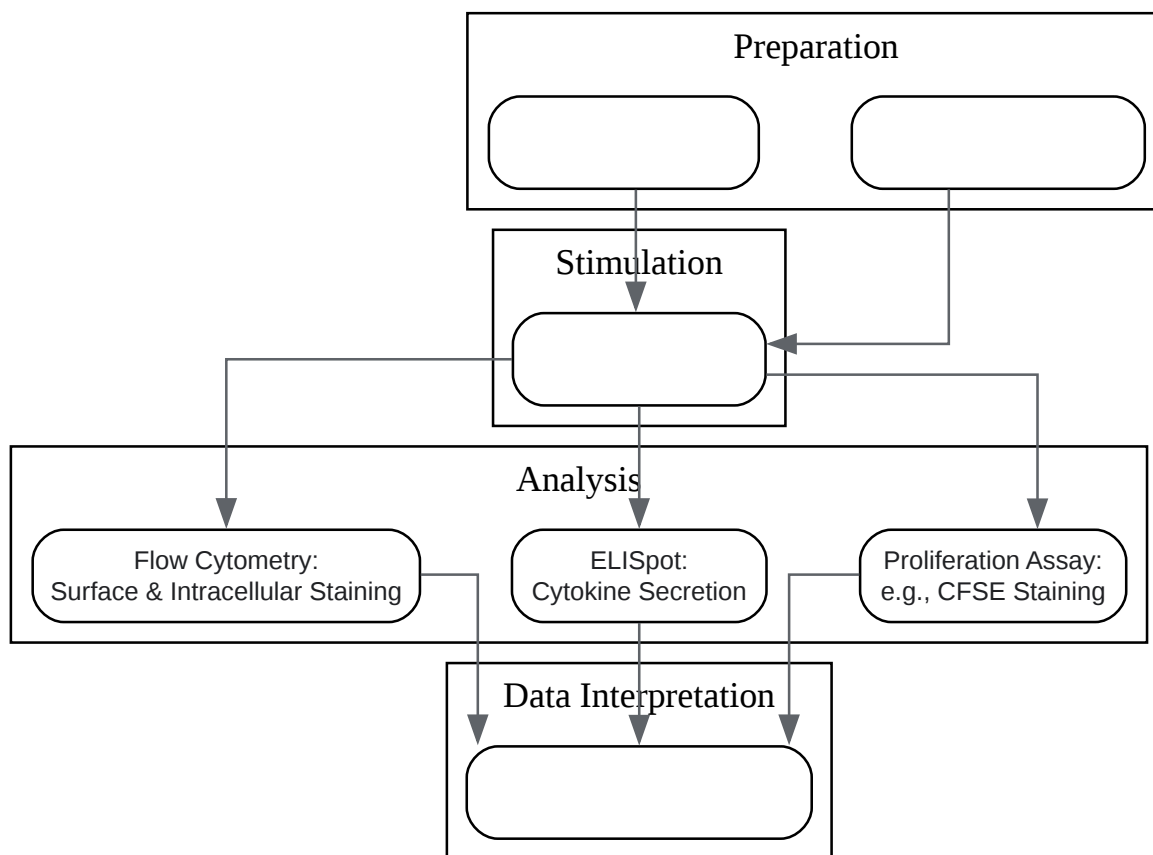 Preparation
Stimulation
Analysis
Flow Cytometry:
Surface & Intracellular Staining
ELISpot:
Cytokine Secretion
Proliferation Assay:
e.g., CFSE Staining
Data Interpretation